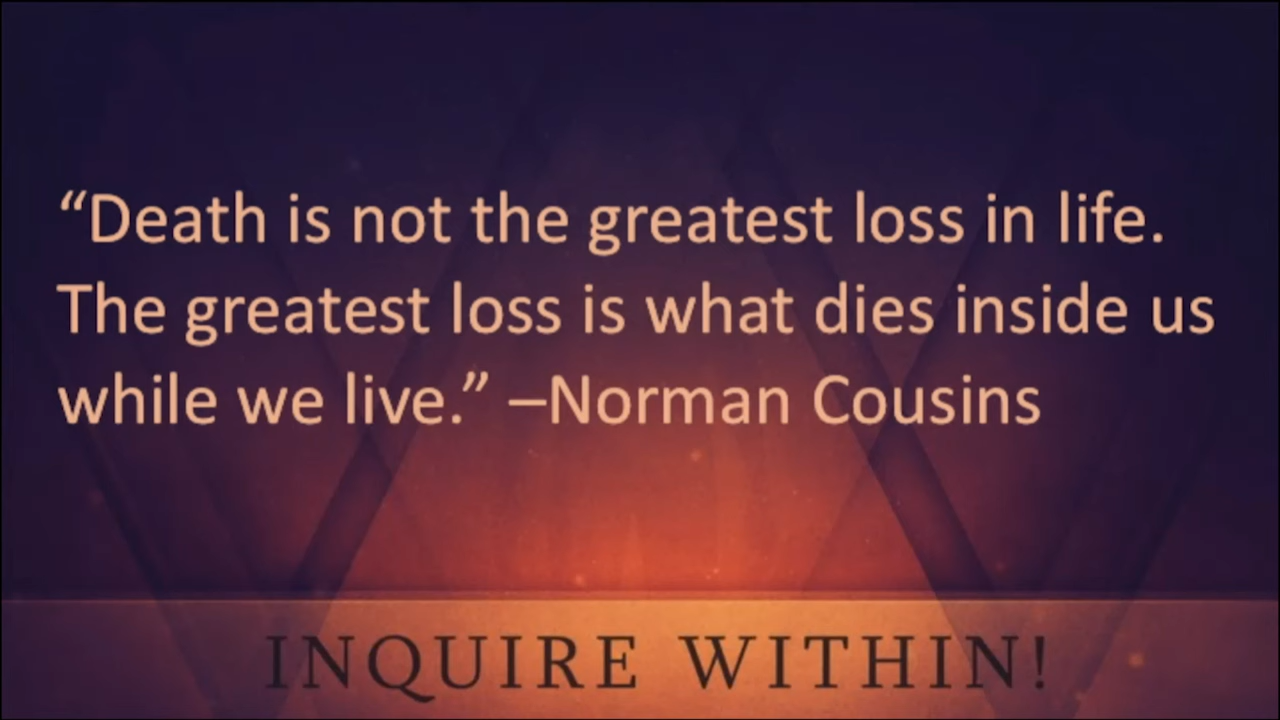 “Death is not the greatest loss in life.
The greatest loss is what dies inside us
while we live.” –Norman Cousins
INQUIRE WITHIN!